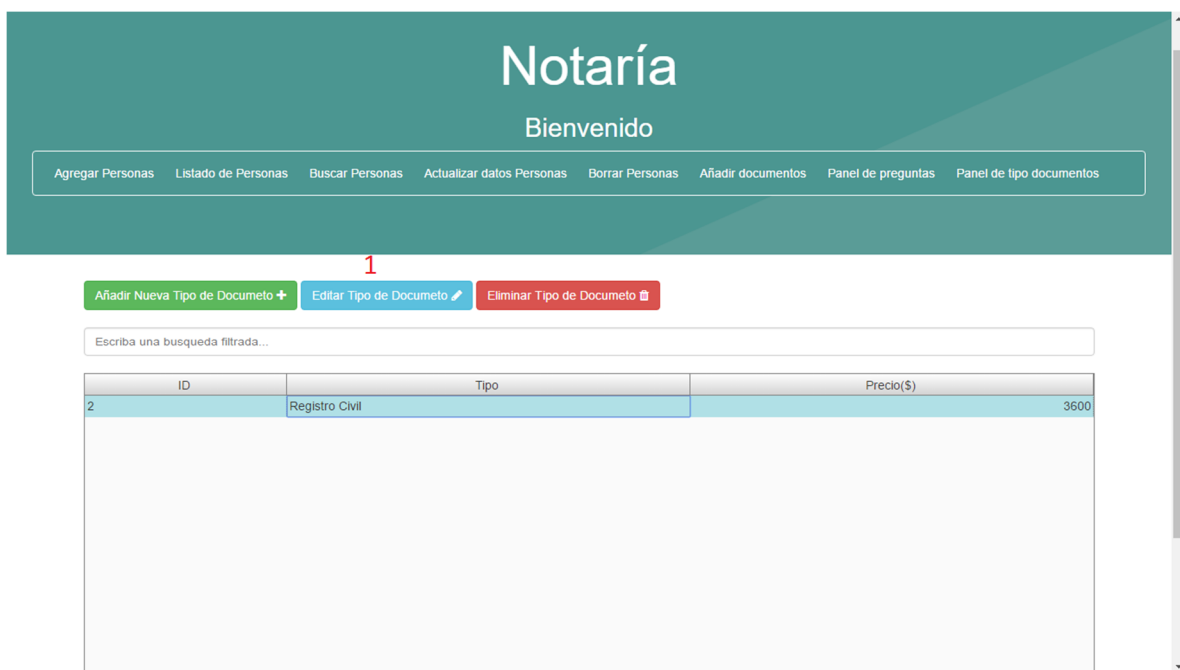 Notaría
Bienvenido
Agregar Personas Listado de Personas Buscar Personas Actualizar datos Personas Borrar Personas Añadir documentos Panel de preguntas Panel de tipo documentos
1
Añadir Nueva Tipo de Documeto Editar Tipo de Documeto Eliminar Tipo de Documeto
Escriba una busqueda filtrada...
ID Tipo Precio($)
2 Registro Civil 3600